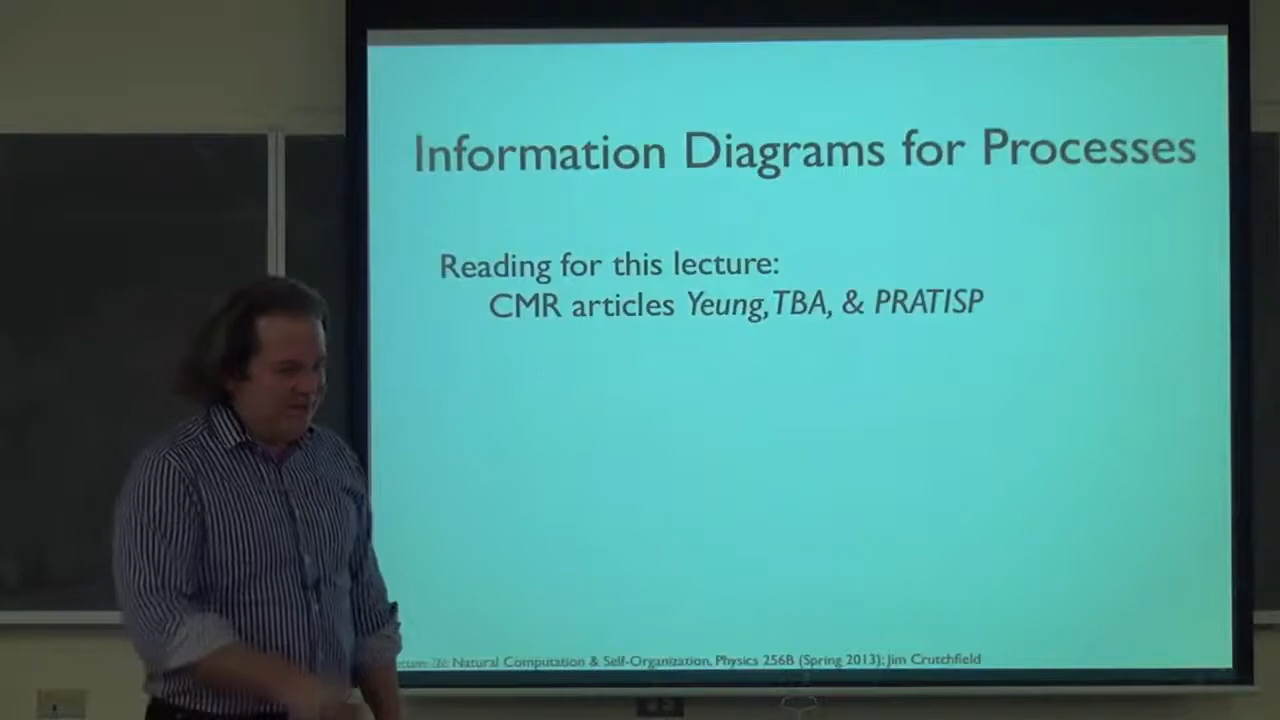 Information Diagrams for Processes
Reading for this lecture:
CMR articles Yeung, TBA, & PRATISP
Natural Computation & Self-Organization, Physics 256B (Spring 2013); Jim Crutchfield